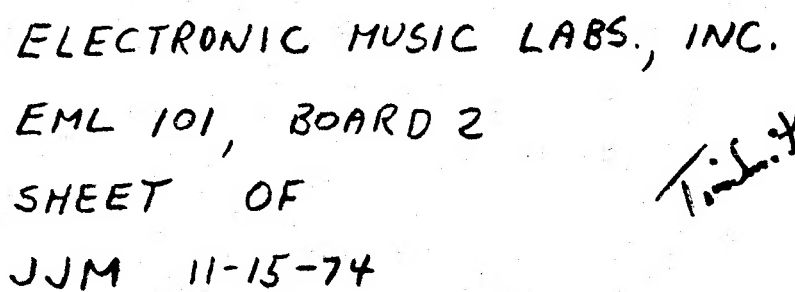 ELECTRONIC MUSIC LABS., INC.
EML 101, BOARD 2
SHEET OF
JJM 11-15-74